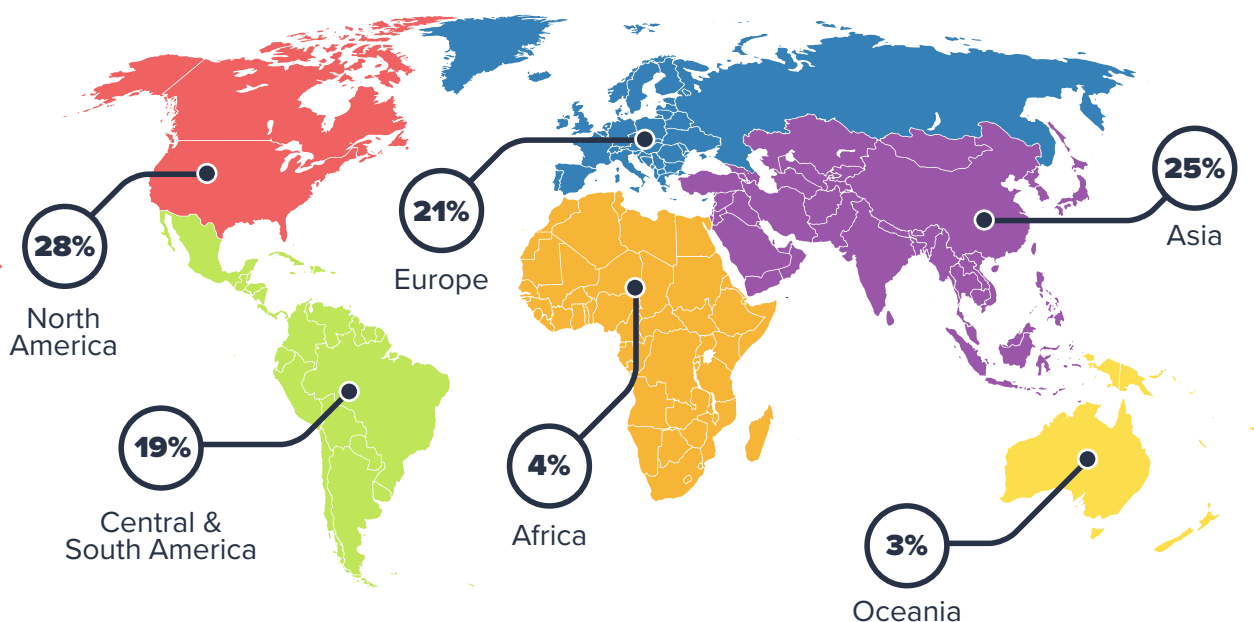 28%
North
America
21%
Europe
25%
Asia
19%
Central &
South America
4%
Africa
3%
Oceania